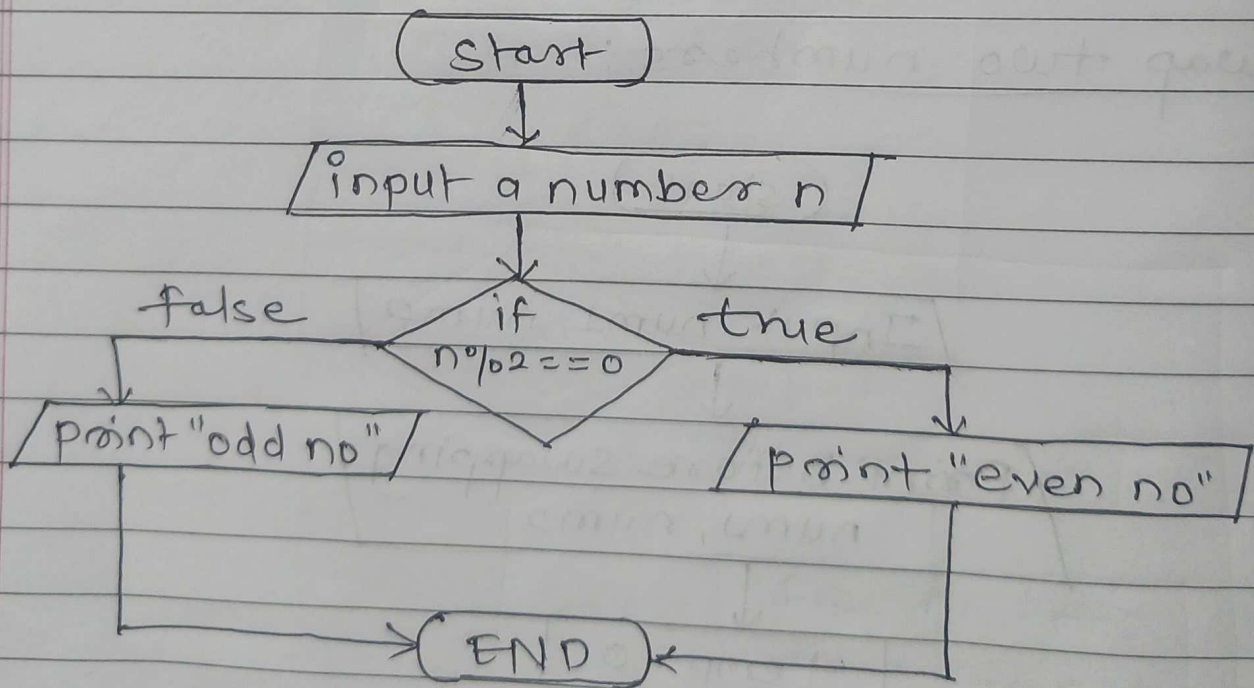 Start
input a number n
false
if
true
n%2==0
print "odd no"
print "even no"
END